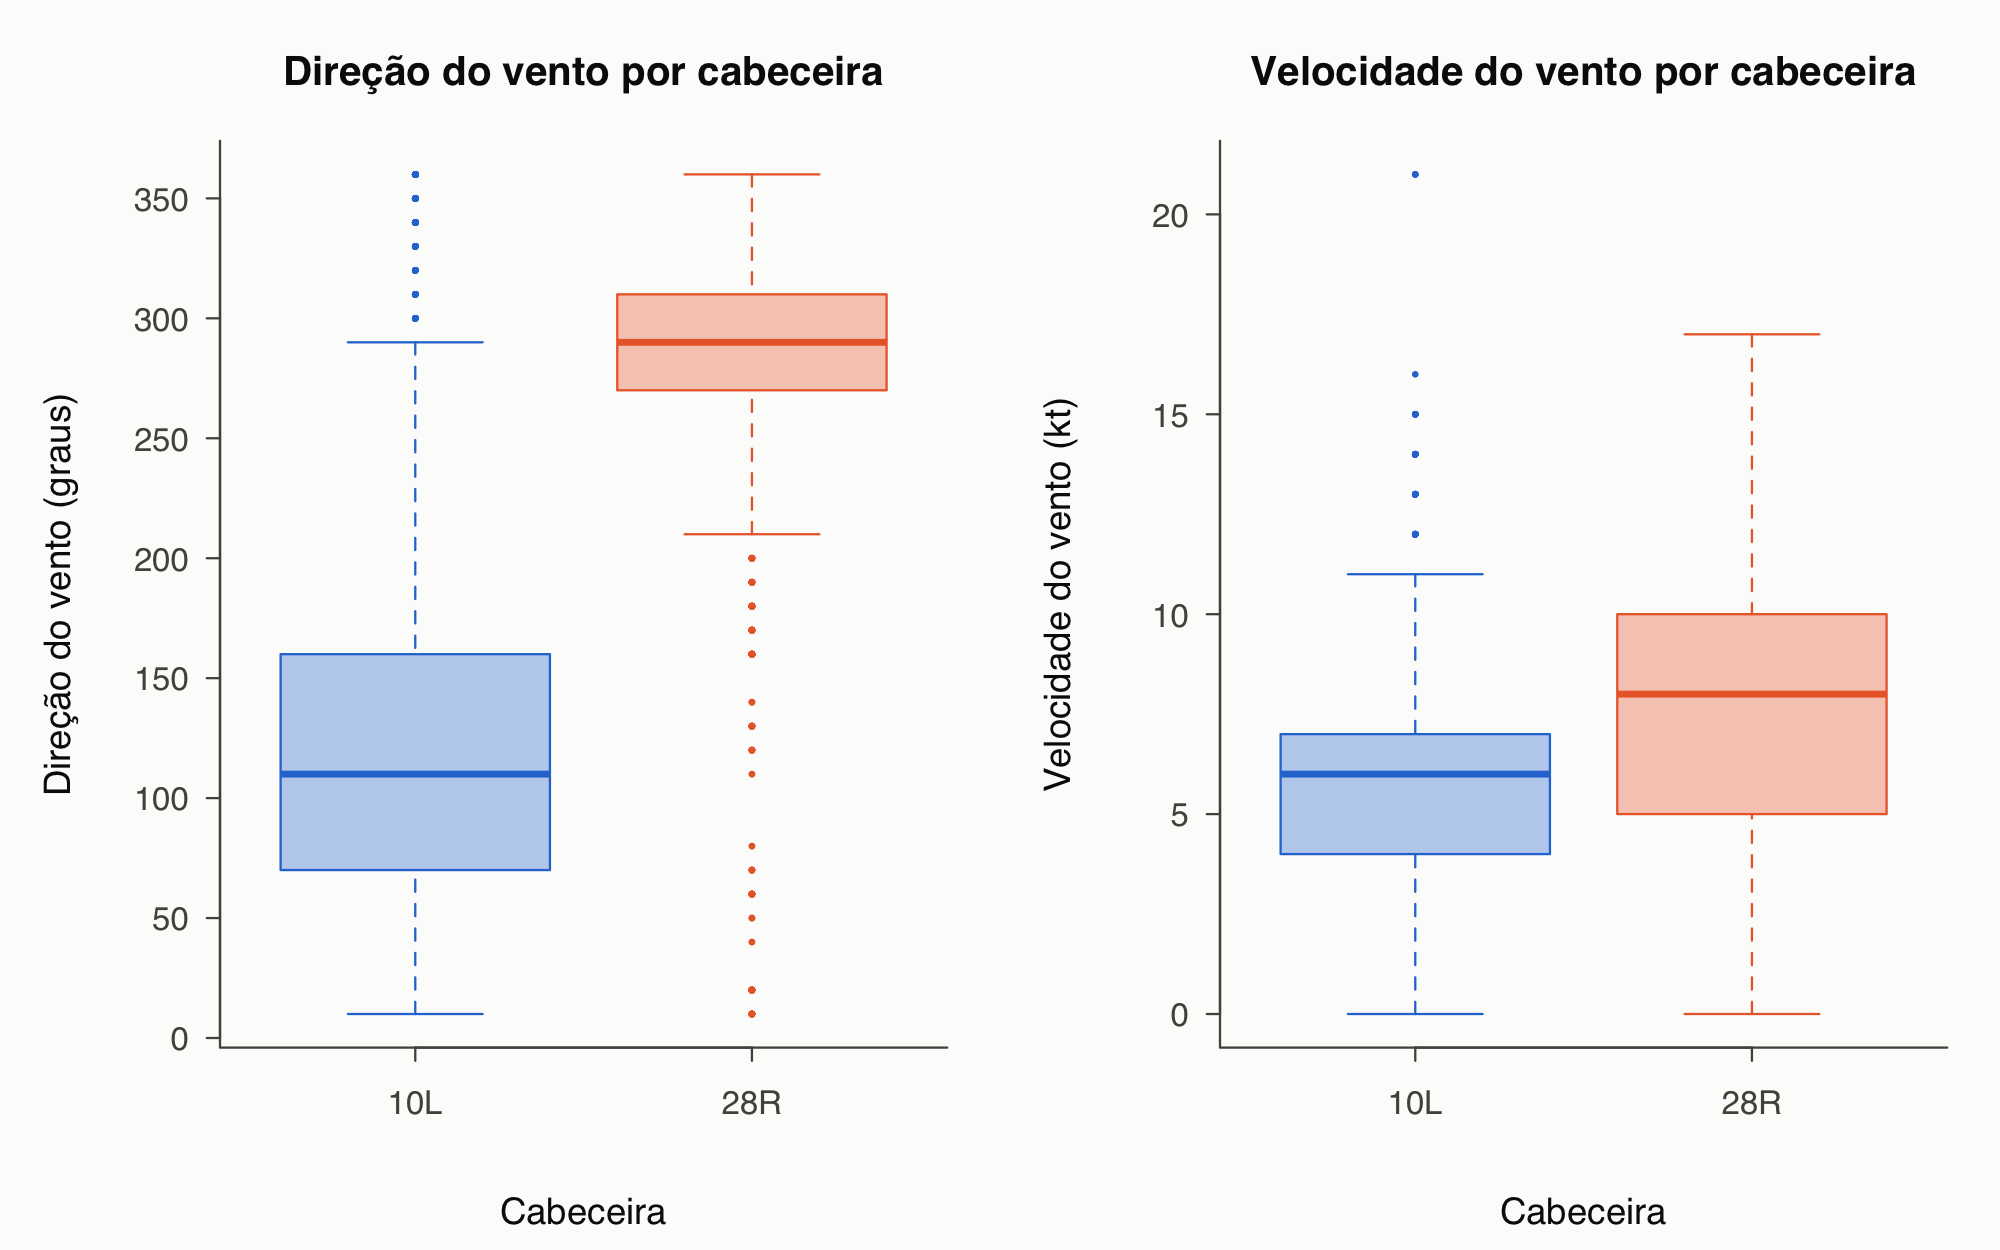 Direção do vento por cabeceira
Direção do vento (graus)
350
300
250
200
150
100
50
0
10L
28R
Cabeceira
Velocidade do vento por cabeceira
Velocidade do vento (kt)
20
15
10
5
0
10L
28R
Cabeceira